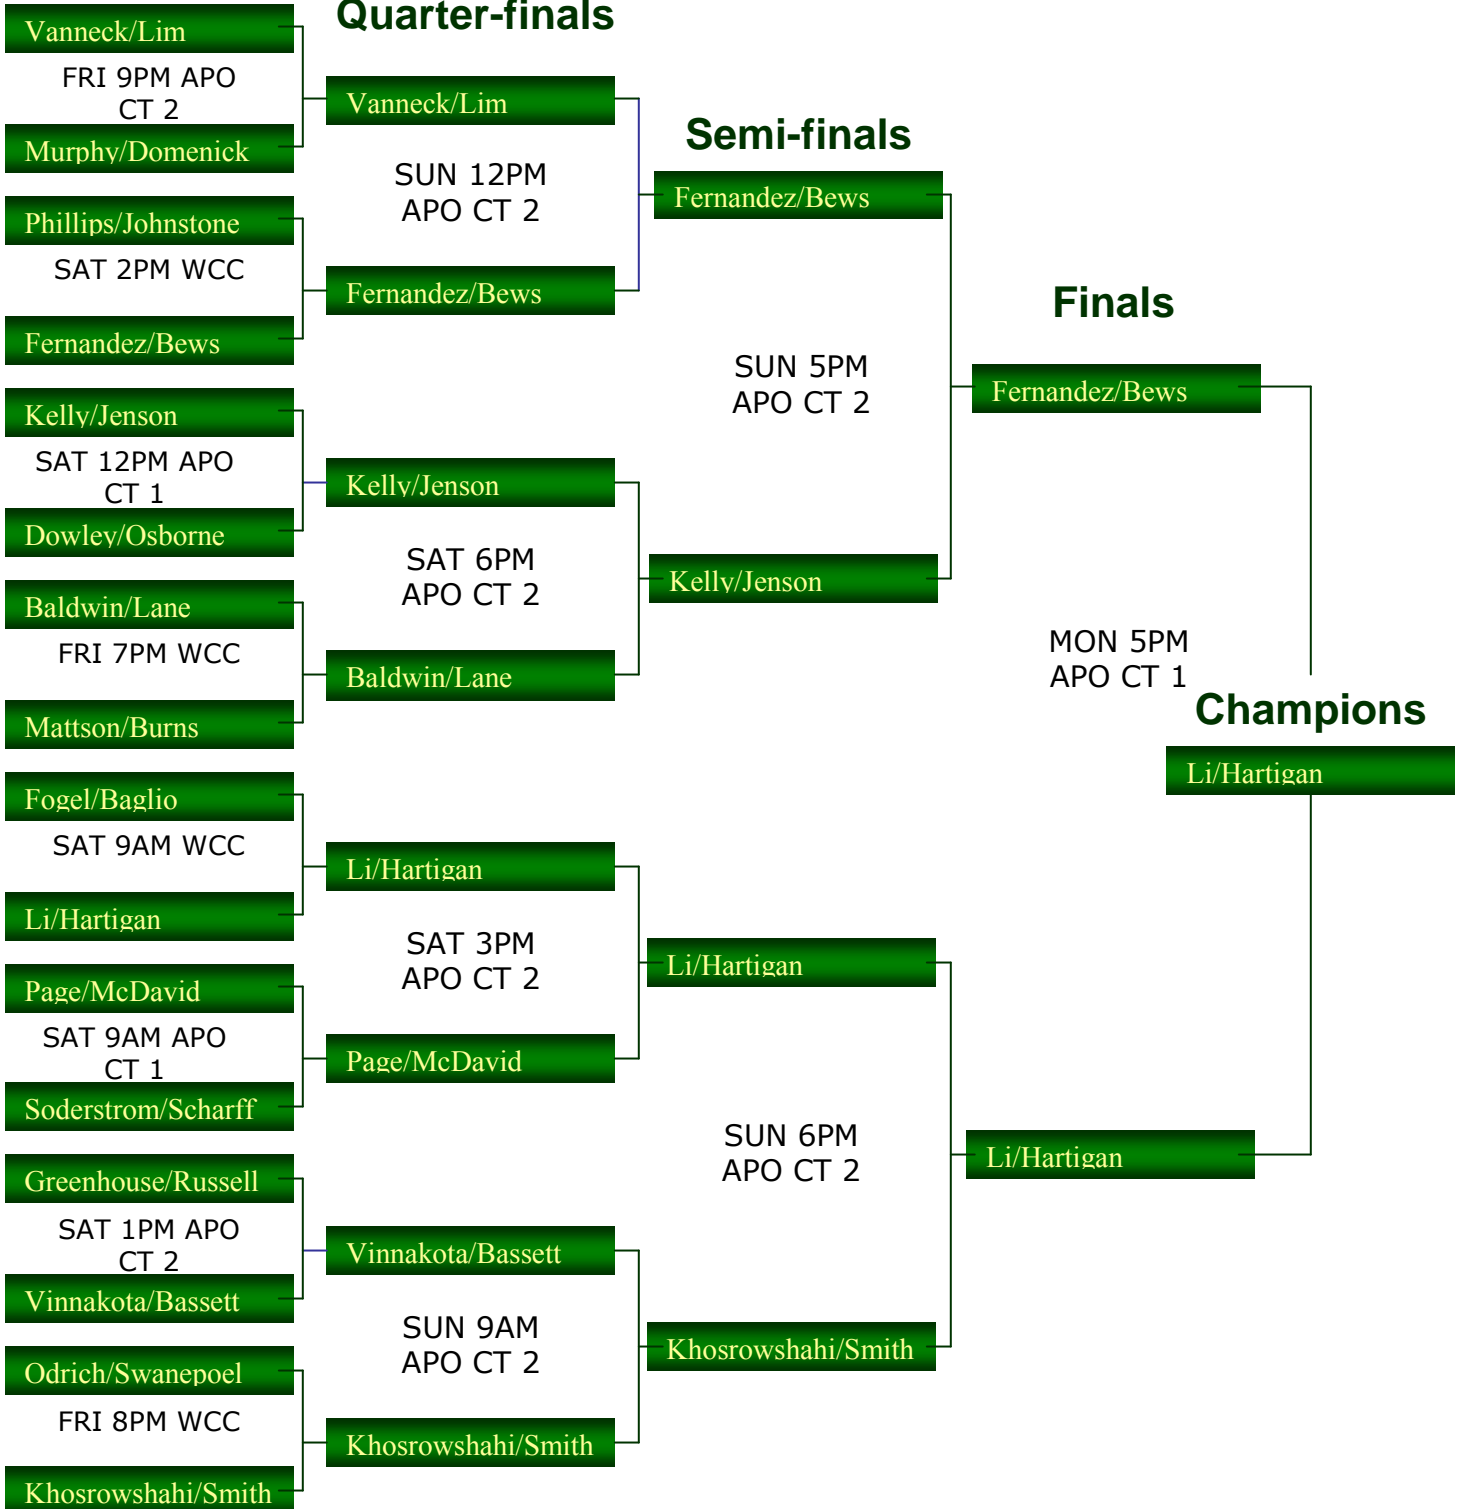 Quarter-finals
Vanneck/Lim
FRI 9PM APO
CT 2
Murphy/Domenick
Phillips/Johnstone
SAT 2PM WCC
Fernandez/Bews
Kelly/Jenson
SAT 12PM APO
CT 1
Dowley/Osborne
Baldwin/Lane
FRI 7PM WCC
Mattson/Burns
Fogel/Baglio
SAT 9AM WCC
Li/Hartigan
Page/McDavid
SAT 9AM APO
CT 1
Soderstrom/Scharff
Greenhouse/Russell
SAT 1PM APO
CT 2
Vinnakota/Bassett
Odrich/Swanepoel
FRI 8PM WCC
Khosrowshahi/Smith
Vanneck/Lim
SUN 12PM
APO CT 2
Fernandez/Bews
Kelly/Jenson
SAT 6PM
APO CT 2
Baldwin/Lane
Li/Hartigan
SAT 3PM
APO CT 2
Page/McDavid
Vinnakota/Bassett
SUN 9AM
APO CT 2
Khosrowshahi/Smith
Semi-finals
Fernandez/Bews
SUN 5PM
APO CT 2
Kelly/Jenson
Li/Hartigan
SUN 6PM
APO CT 2
Khosrowshahi/Smith
Finals
Fernandez/Bews
MON 5PM
APO CT 1
Li/Hartigan
Champions
Li/Hartigan